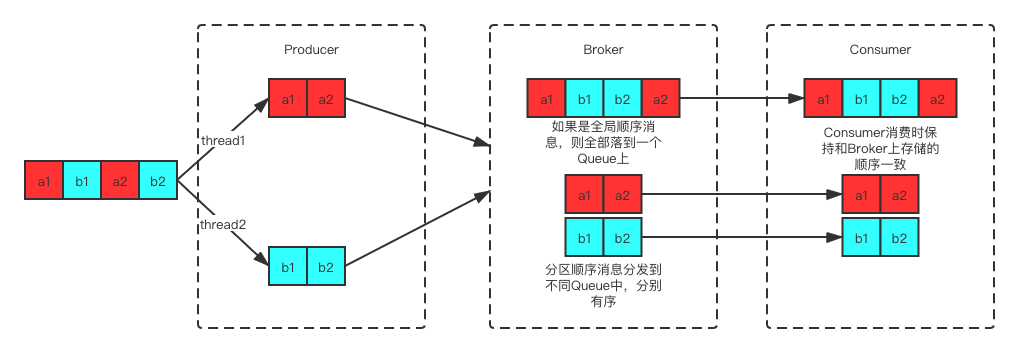 Producer
Broker
Consumer
a1 a2
a1 b1 b2 a2
a1 b1 b2 a2
如果是全局顺序消
息，则全部落到一个
Queue上
Consumer消费时保
持和Broker上存储的
顺序一致
thread1
a1 b1 a2 b2
a1 a2
a1 a2
thread2
b1 b2
b1 b2
b1 b2
分区顺序消息分发到
不同Queue中，分别
有序